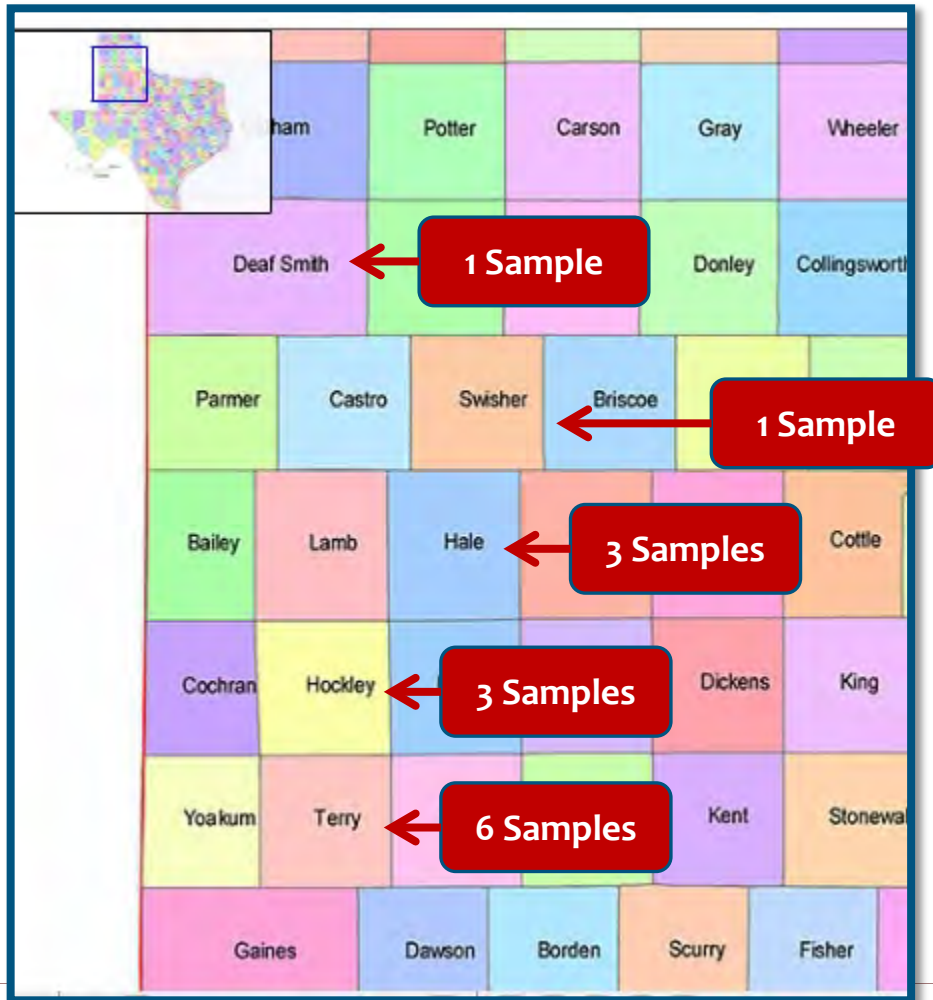 ham
Potter
Carson
Gray
Wheeler
Deaf Smith
1 Sample
Donley
Collingsworth
Parmer
Castro
Swisher
Briscoe
1 Sample
Bailey
Lamb
Hale
3 Samples
Cottle
Cochran
Hockley
3 Samples
Dickens
King
Yoakum
Terry
6 Samples
Kent
Stonewal
Gaines
Dawson
Borden
Scurry
Fisher